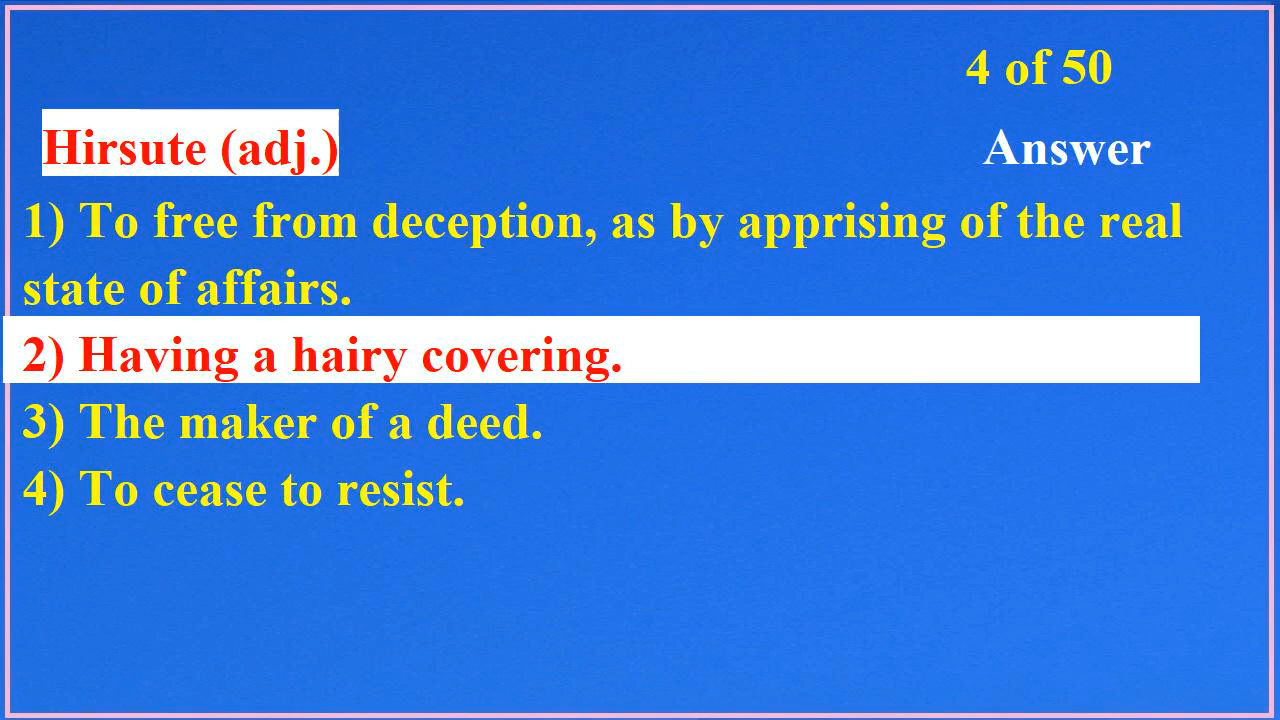 4 of 50
Hirsute (adj.)
Answer
1) To free from deception, as by apprising of the real
state of affairs.
2) Having a hairy covering.
3) The maker of a deed.
4) To cease to resist.